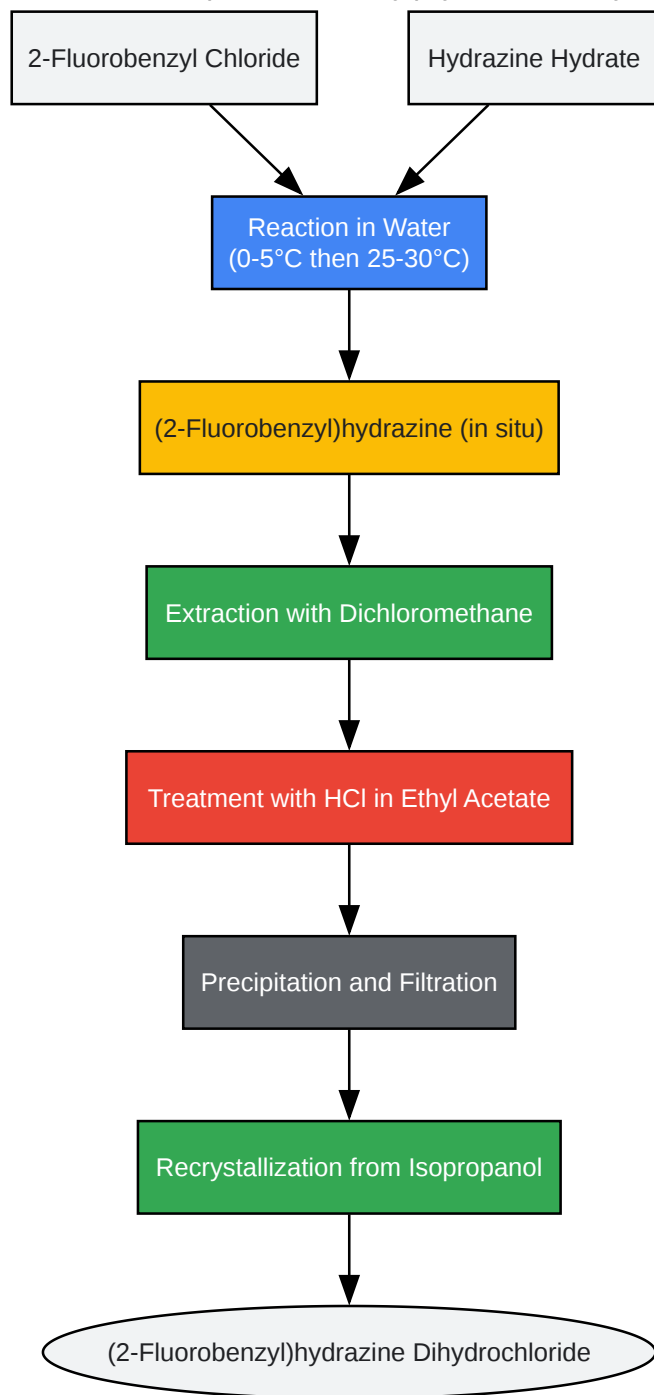 2-Fluorobenzyl Chloride
Hydrazine Hydrate
Reaction in Water
(0-5°C then 25-30°C)
(2-Fluorobenzyl)hydrazine (in situ)
Extraction with Dichloromethane
Treatment with HCl in Ethyl Acetate
Precipitation and Filtration
Recrystallization from Isopropanol
(2-Fluorobenzyl)hydrazine Dihydrochloride